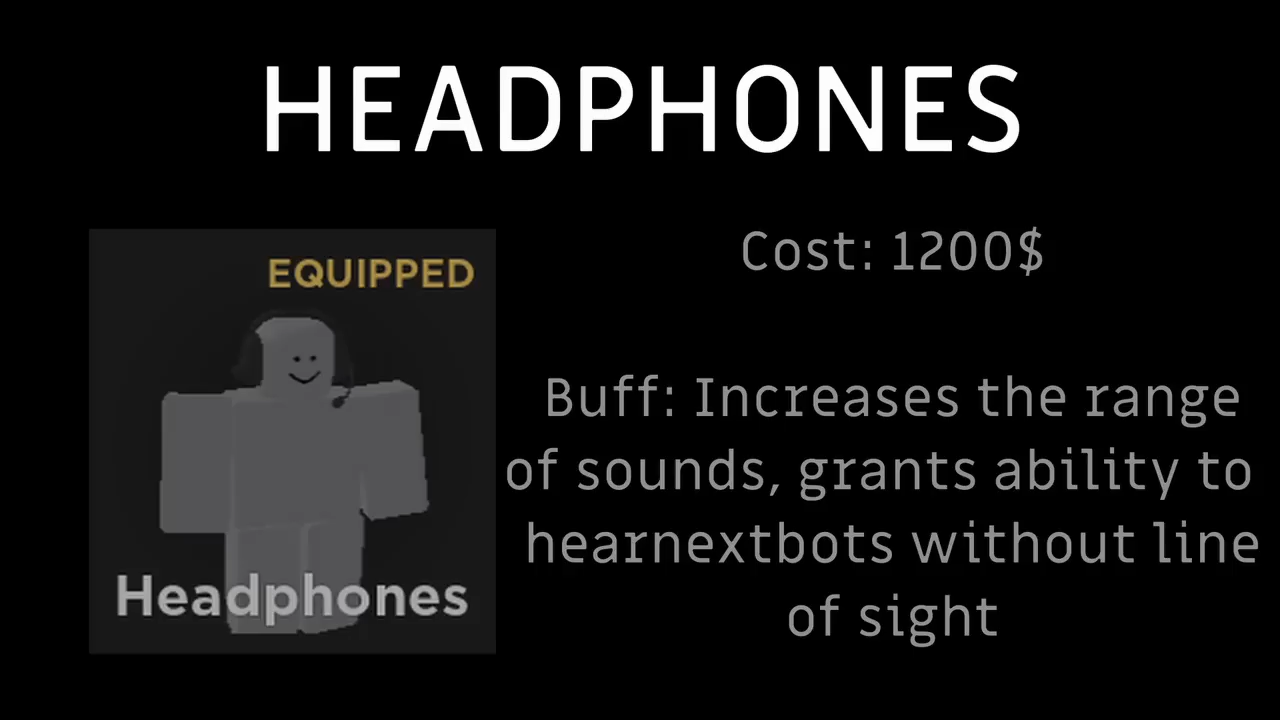 HEADPHONES
EQUIPPED
Headphones
Cost: 1200$
Buff: Increases the range
of sounds, grants ability to
hearnextbots without line
of sight